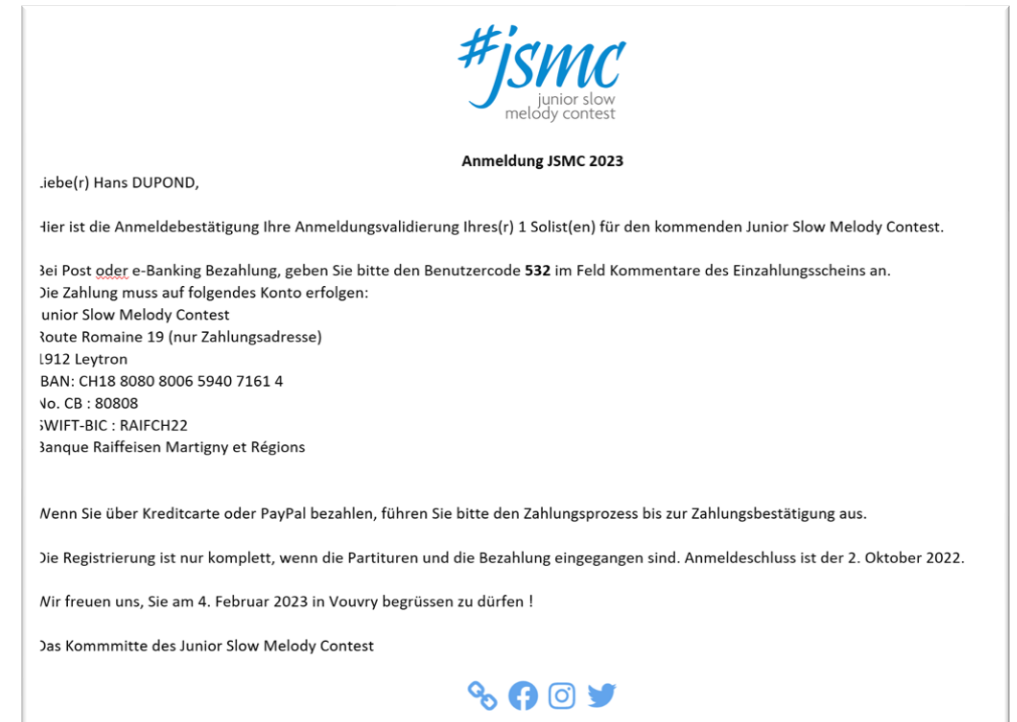 #jsmc
junior slow
melody contest
Anmeldung JSMC 2023
Liebe(r) Hans DUPOND,
Hier ist die Anmeldebestätigung Ihre Anmeldungsvalidierung Ihres(r) 1 Solist(en) für den kommenden Junior Slow Melody Contest.
Bei Post oder e-Banking Bezahlung, geben Sie bitte den Benutzercode 532 im Feld Kommentare des Einzahlungsscheins an.
Die Zahlung muss auf folgendes Konto erfolgen:
Junior Slow Melody Contest
Route Romaine 19 (nur Zahlungsadresse)
1912 Leytron
IBAN: CH18 8080 8006 5940 7161 4
No. CB : 80808
SWIFT-BIC : RAIFCH22
Banque Raiffeisen Martigny et Régions
Wenn Sie über Kreditcarte oder PayPal bezahlen, führen Sie bitte den Zahlungsprozess bis zur Zahlungsbestätigung aus.
Die Registrierung ist nur komplett, wenn die Partituren und die Bezahlung eingegangen sind. Anmeldeschluss ist der 2. Oktober 2022.
Wir freuen uns, Sie am 4. Februar 2023 in Vouvry begrüssen zu dürfen !
Das Kommmitte des Junior Slow Melody Contest